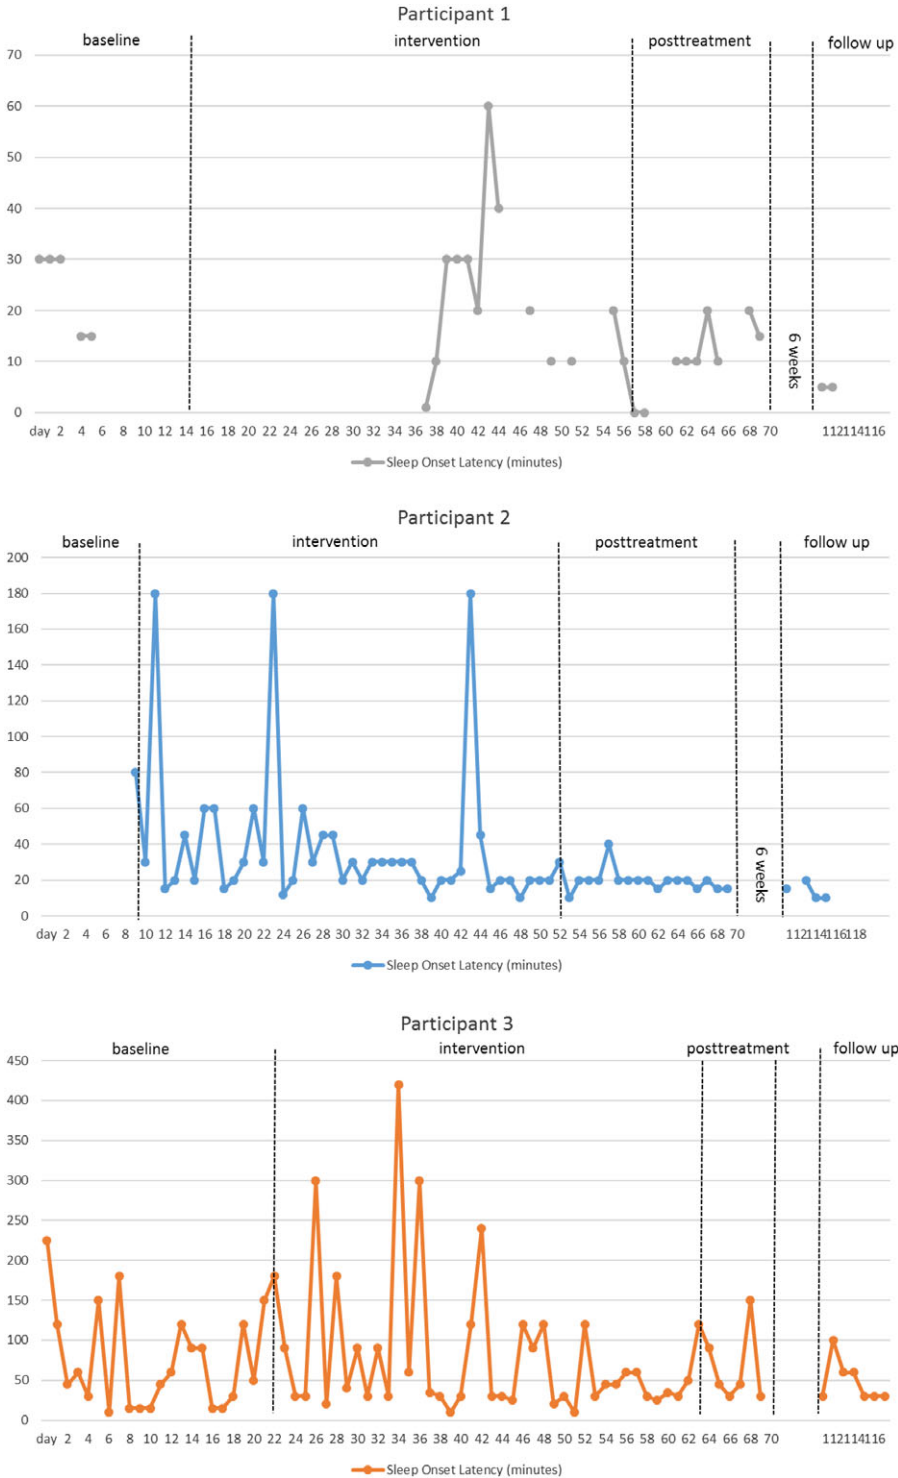 Participant 1
baseline intervention posttreatment follow up
70
60
50
40
30
20
10
0
6 weeks
day 2 4 6 8 10 12 14 16 18 20 22 24 26 28 30 32 34 36 38 40 42 44 46 48 50 52 54 56 58 60 62 64 66 68 70 112114116
Sleep Onset Latency (minutes)
Participant 2
baseline intervention posttreatment follow up
200
180
160
140
120
100
80
60
40
20
0
6 weeks
day 2 4 6 8 10 12 14 16 18 20 22 24 26 28 30 32 34 36 38 40 42 44 46 48 50 52 54 56 58 60 62 64 66 68 70 112114116118
Sleep Onset Latency (minutes)
Participant 3
baseline intervention posttreatment follow up
450
400
350
300
250
200
150
100
50
0
day 2 4 6 8 10 12 14 16 18 20 22 24 26 28 30 32 34 36 38 40 42 44 46 48 50 52 54 56 58 60 62 64 66 68 70 112114116
Sleep Onset Latency (minutes)